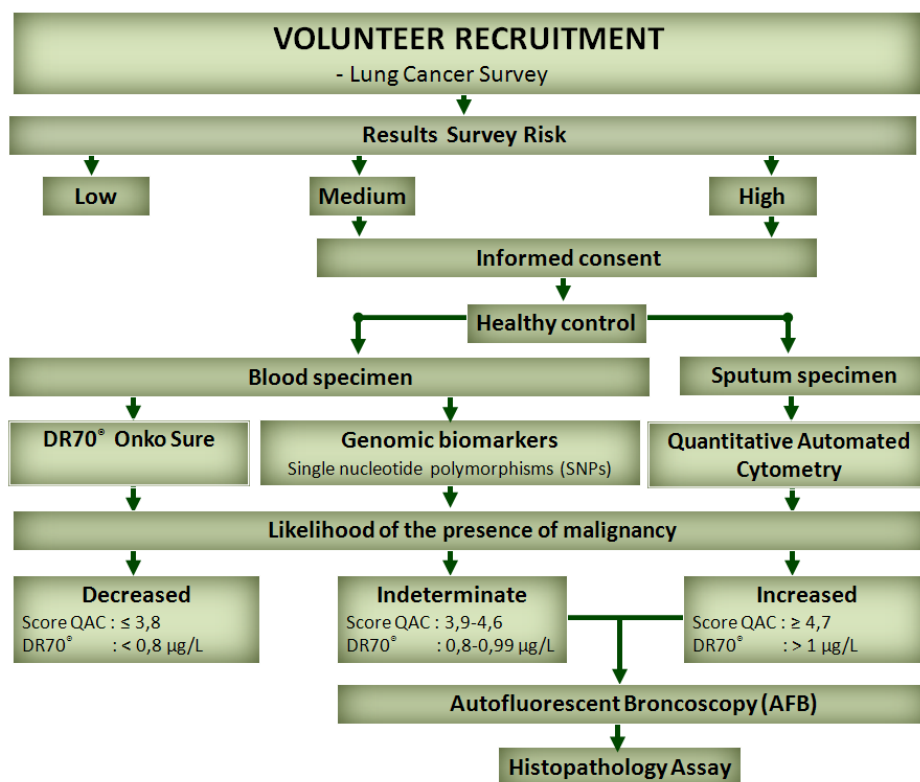 VOLUNTEER RECRUITMENT
- Lung Cancer Survey
Results Survey Risk
Low
Medium
High
Informed consent
Healthy control
Blood specimen
Sputum specimen
DR70® Onko Sure
Genomic biomarkers
Single nucleotide polymorphisms (SNPs)
Quantitative Automated
Cytometry
Likelihood of the presence of malignancy
Decreased
Score QAC : ≤ 3,8
DR70® : < 0,8 µg/L
Indeterminate
Score QAC : 3,9-4,6
DR70® : 0,8-0,99 µg/L
Increased
Score QAC : ≥ 4,7
DR70® : > 1 µg/L
Autofluorescent Broncoscopy (AFB)
Histopathology Assay